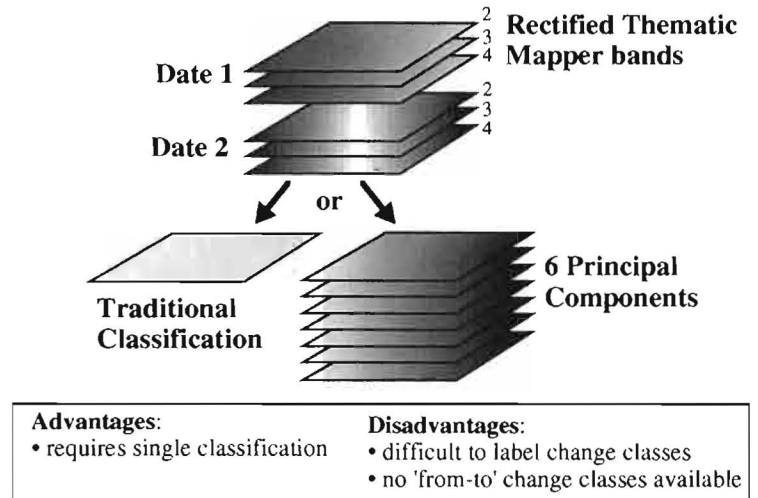 2
Rectified Thematic
3
Mapper bands
4
Date 1
2
3
4
Date 2
or
6 Principal
Components
Traditional
Classification
Advantages:
• requires single classification
Disadvantages:
• difficult to label change classes
• no 'from-to' change classes available